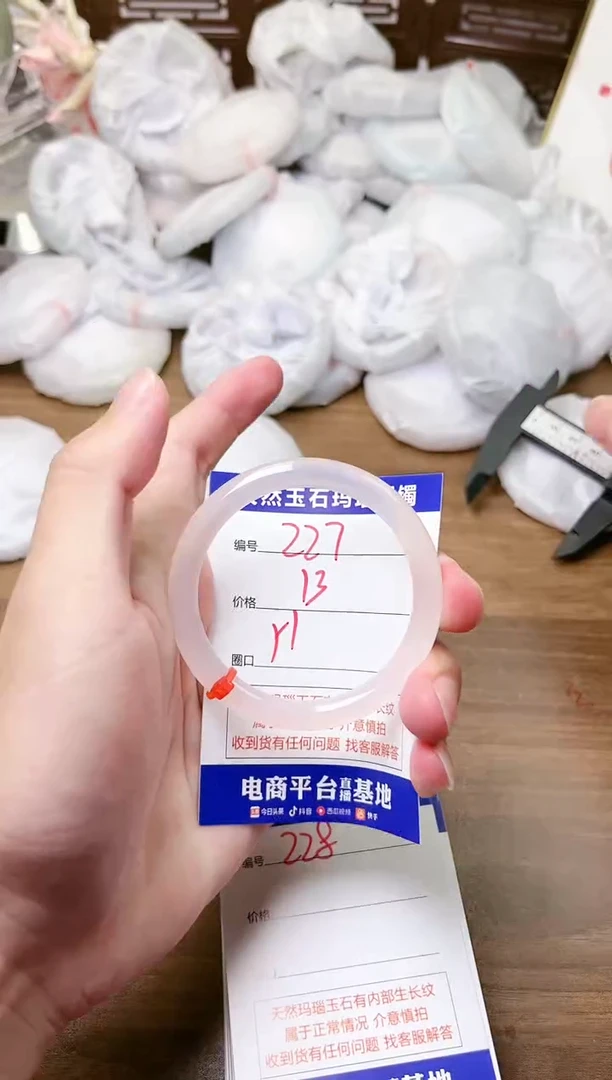 然玉石玛 镯
编号 227
价格 13
圈口
长纹
介意慎拍
收到货有任何问题 找客服解答
电商平台直播基地
今日头条 抖音 西瓜视频 快手
编号 228
价格
天然玛瑙玉石有内部生长纹
属于正常情况 介意慎拍
收到货有任何问题 找客服解答